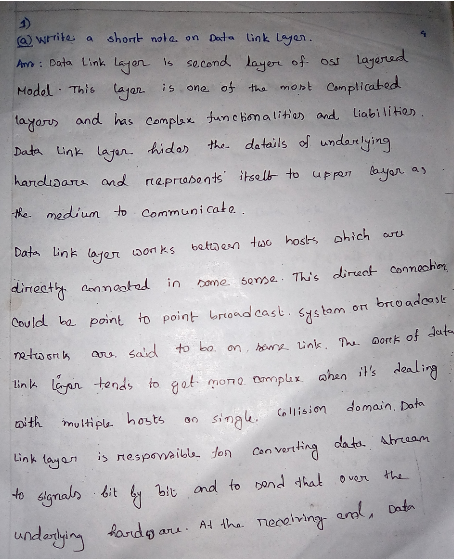 1)
(a) Write a short note on Data link layer.
Ans : Data Link layer is second layer of OSI layered
Model. This layer is one of the most complicated
layers and has complex functionalities and liabilities.
Data link layer hides the details of underlying
hardware and represents itself to upper layer as
the medium to communicate.
Data link layer works between two hosts which are
directly connected in some sense. This direct connection
could be point to point broadcast. System on broadcast
network are said to be on same link. The work of data
link layer tends to get more complex when it's dealing
with multiple hosts on single. Collision domain. Data
Link layer is responsible for converting data stream
to signals bit by bit and to send that over the
underlying hardware. At the receiving end, Data